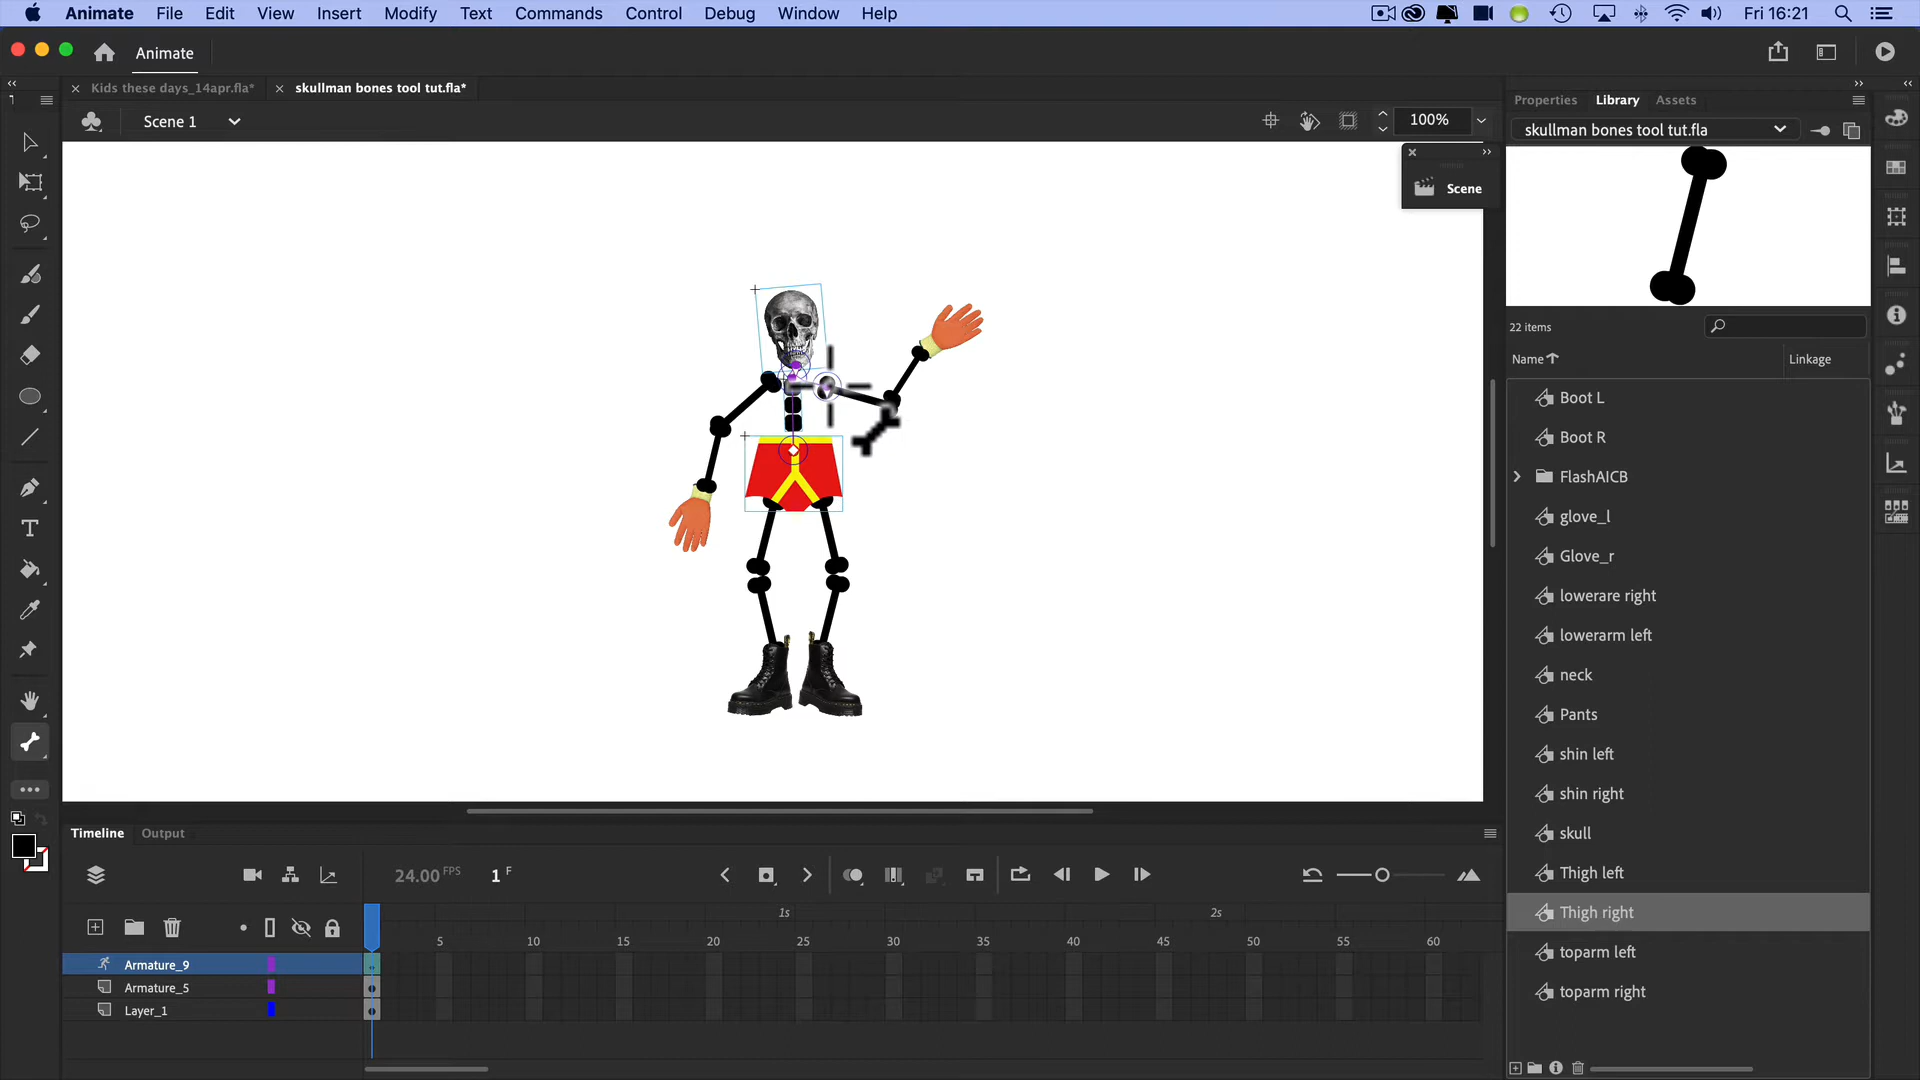 Animate File Edit View Insert Modify Text Commands Control Debug Window Help Fri 16:21
Animate
Kids these days_14apr.fla* skullman bones tool tut.fla*
Scene 1 100%
Scene
Properties Library Assets
skullman bones tool tut.fla
22 items
Name Linkage
Boot L
Boot R
FlashAICB
glove_l
Glove_r
lowerare right
lowerarm left
neck
Pants
shin left
shin right
skull
Thigh left
Thigh right
toparm left
toparm right
Timeline Output
24.00 FPS 1 F
1s 2s
5 10 15 20 25 30 35 40 45 50 55 60
Armature_9
Armature_5
Layer_1